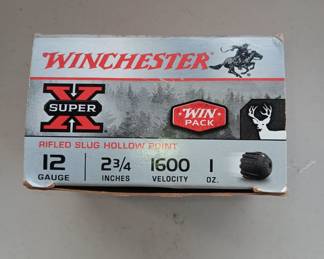 WINCHESTER
SUPER X
WIN PACK
RIFLED SLUG HOLLOW POINT
12 2 3/4 1600 1
GAUGE INCHES VELOCITY OZ.